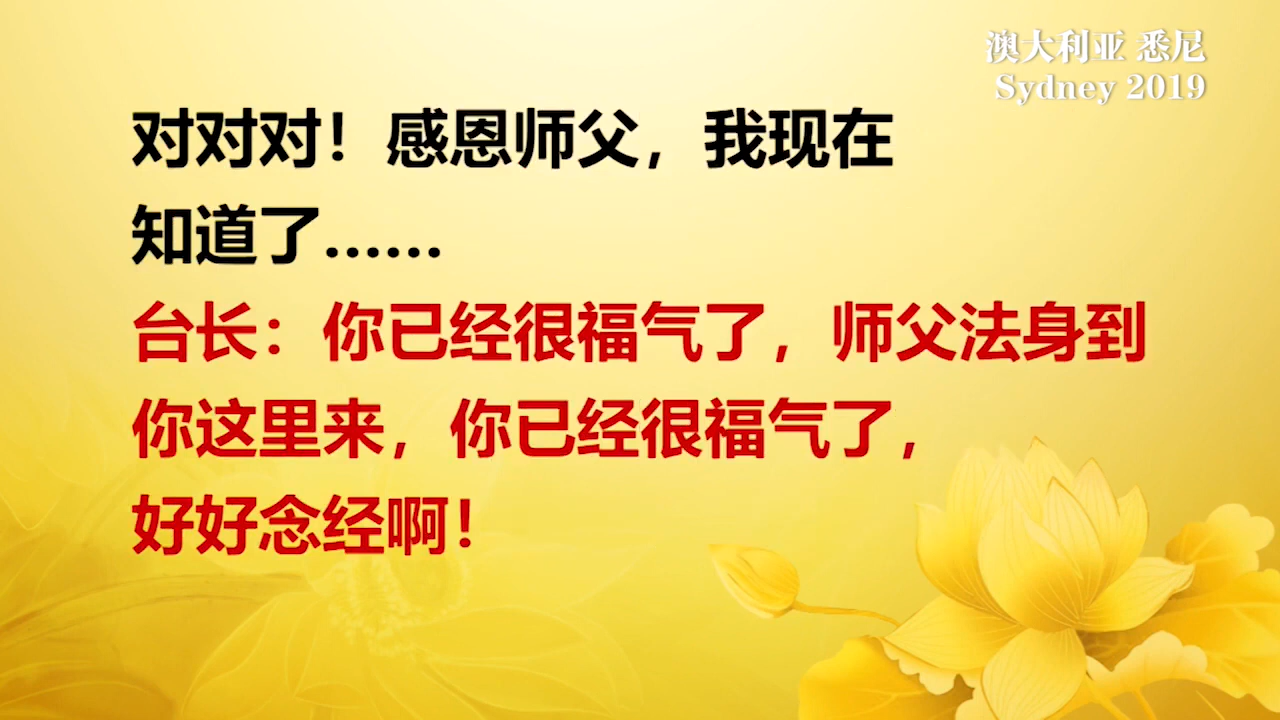 澳大利亚 悉尼
Sydney 2019
对对对！感恩师父，我现在
知道了……
台长：你已经很福气了，师父法身到
你这里来，你已经很福气了，
好好念经啊！